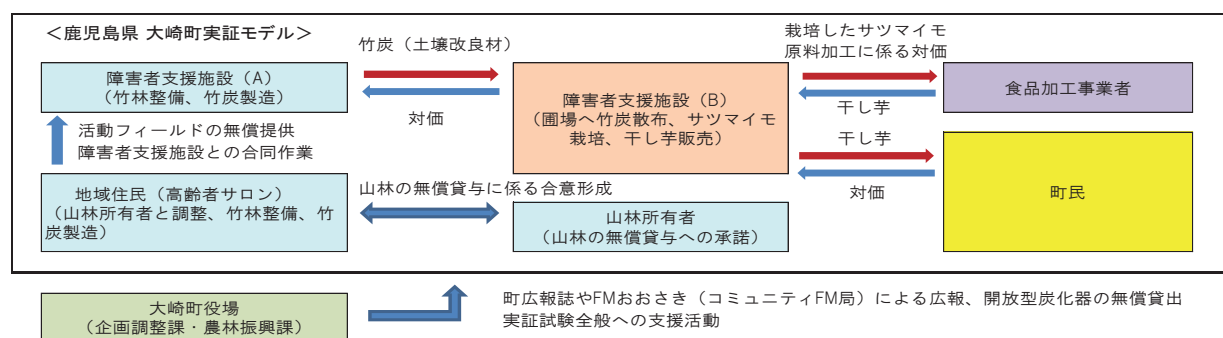 ＜鹿児島県 大崎町実証モデル＞
障害者支援施設（A）
（竹林整備、竹炭製造）
竹炭（土壌改良材）
対価
障害者支援施設（B）
（圃場へ竹炭散布、サツマイモ
栽培、干し芋販売）
栽培したサツマイモ
原料加工に係る対価
干し芋
食品加工事業者
活動フィールドの無償提供
障害者支援施設との合同作業
干し芋
対価
町民
地域住民（高齢者サロン）
（山林所有者と調整、竹林整備、竹
炭製造）
山林の無償貸与に係る合意形成
山林所有者
（山林の無償貸与への承諾）
大崎町役場
（企画調整課・農林振興課）
町広報誌やFMおおさき（コミュニティFM局）による広報、開放型炭化器の無償貸出
実証試験全般への支援活動